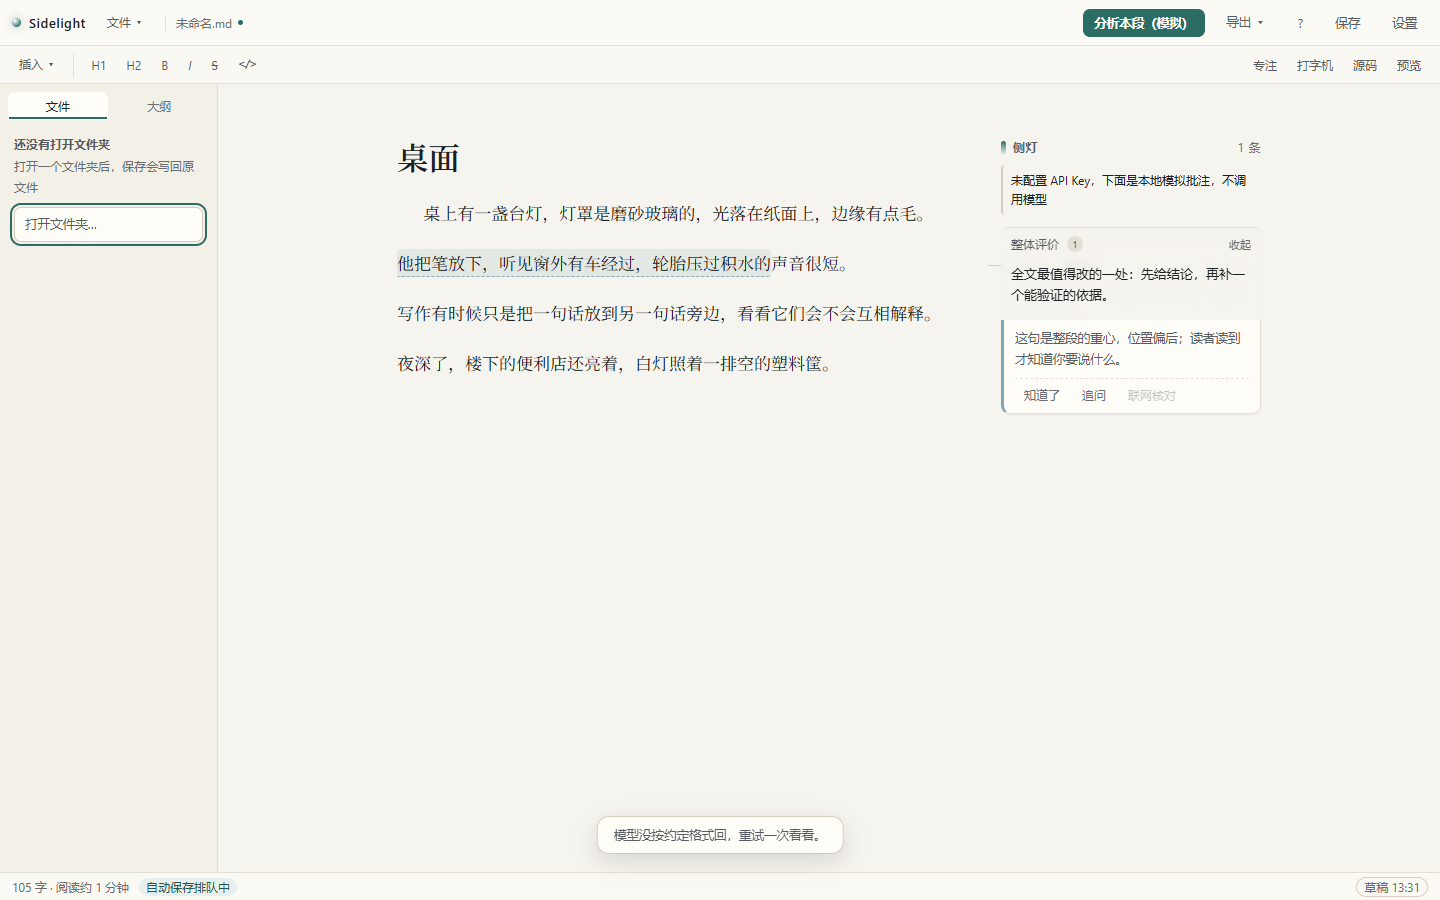 Sidelight 文件 未命名.md 分析本段（模拟） 导出 ? 保存 设置
插入 H1 H2 B I S </> 专注 打字机 源码 预览
文件 大纲
还没有打开文件夹
打开一个文件夹后，保存会写回原
文件
打开文件夹...
桌面
桌上有一盏台灯，灯罩是磨砂玻璃的，光落在纸面上，边缘有点毛。
他把笔放下，听见窗外有车经过，轮胎压过积水的声音很短。
写作有时候只是把一句话放到另一句话旁边，看看它们会不会互相解释。
夜深了，楼下的便利店还亮着，白灯照着一排空的塑料筐。
侧灯 1 条
未配置 API Key，下面是本地模拟批注，不调
用模型
整体评价 1 收起
全文最值得改的一处：先给结论，再补一
个能验证的依据。
这句是整段的重心，位置偏后；读者读到
才知道你要说什么。
知道了 追问 联网核对
模型没按约定格式回，重试一次看看。
105 字 · 阅读约 1 分钟 自动保存排队中 草稿 13:31